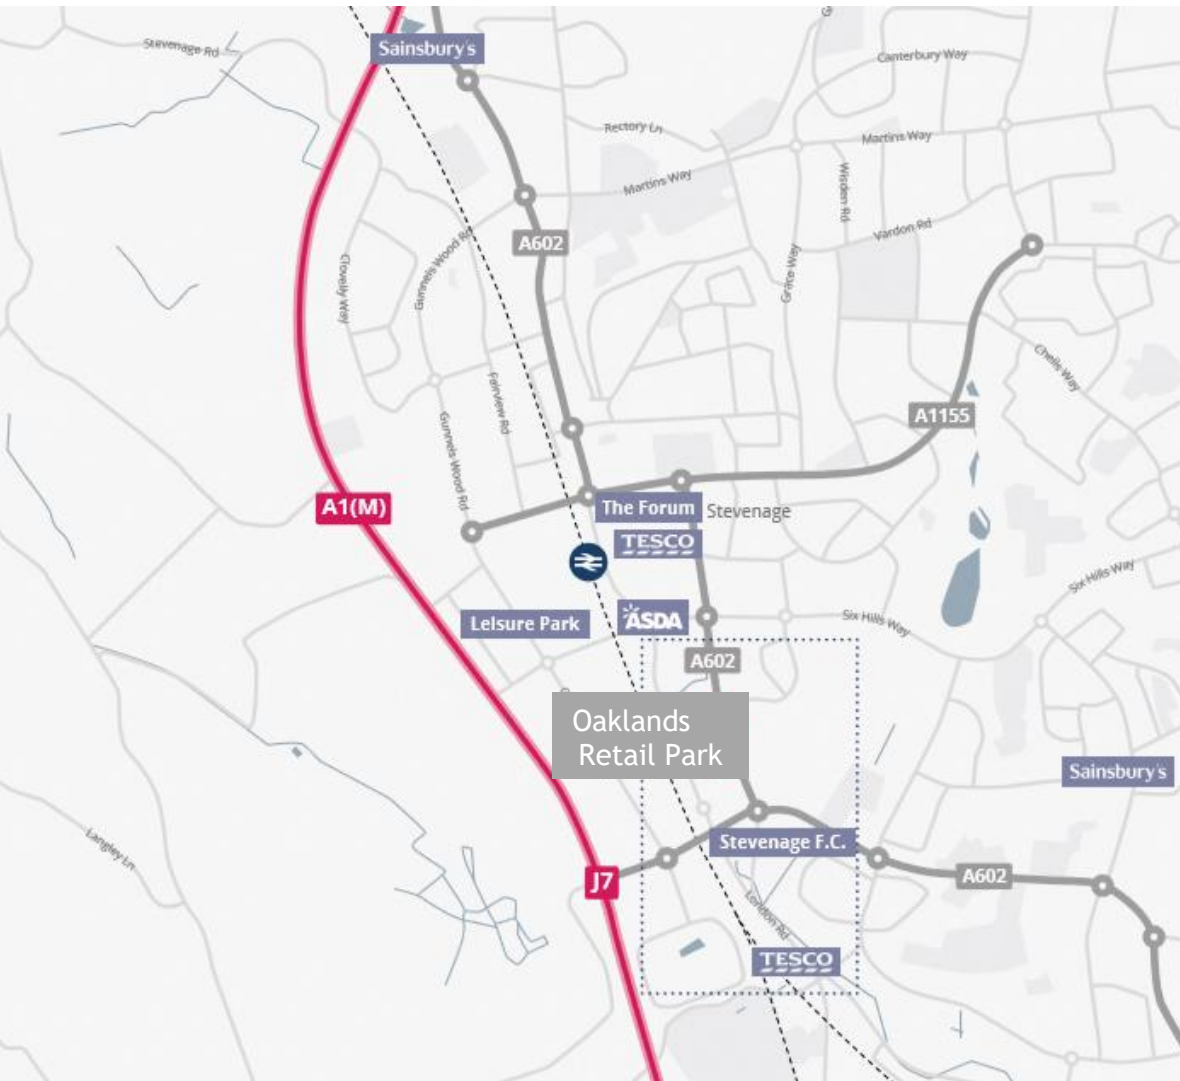 G
Stevenage Rd
Sainsbury's
Canterbury Way
Rectory Ln
Martins Way
Martins Way
Wisden Rd
Vardon Rd
A602
Gunnels Wood Rd
Clovelly Way
Grace Way
Chells Way
Fairview Rd
A1155
Gunnels Wood Rd
A1(M)
The Forum
Stevenage
TESCO
Six Hills Way
Leisure Park
ASDA
Six Hills Way
A602
Oaklands
Retail Park
Sainsbury's
Stevenage F.C.
Langley Ln
J7
A602
London Rd
TESCO